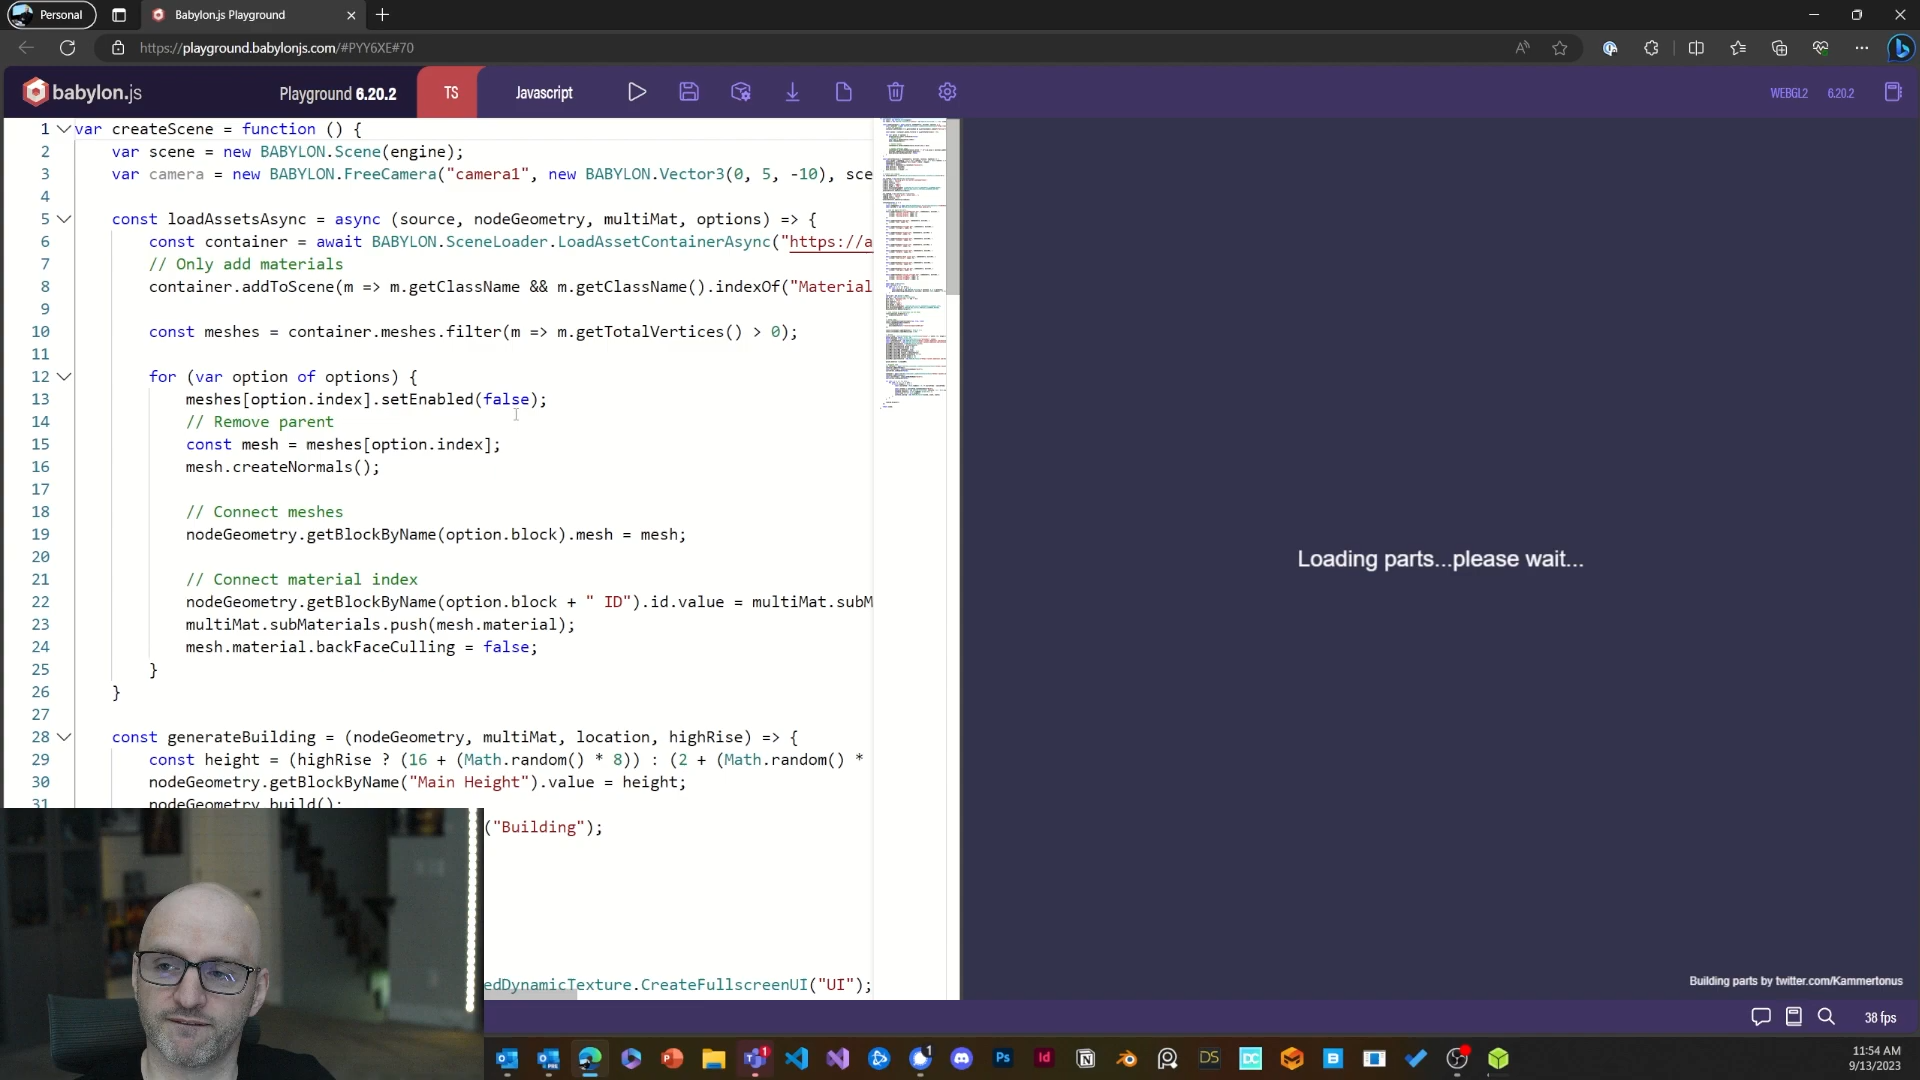 Personal
Babylon.js Playground
https://playground.babylonjs.com/#PYY6XE#70
babylon.js
Playground 6.20.2
TS
Javascript
WEBGL2
6.20.2
1 var createScene = function () {
2 var scene = new BABYLON.Scene(engine);
3 var camera = new BABYLON.FreeCamera("camera1", new BABYLON.Vector3(0, 5, -10), sce
4
5 const loadAssetsAsync = async (source, nodeGeometry, multiMat, options) => {
6 const container = await BABYLON.SceneLoader.LoadAssetContainerAsync("https://a
7 // Only add materials
8 container.addToScene(m => m.getClassName && m.getClassName().indexOf("Material
9
10 const meshes = container.meshes.filter(m => m.getTotalVertices() > 0);
11
12 for (var option of options) {
13 meshes[option.index].setEnabled(false);
14 // Remove parent
15 const mesh = meshes[option.index];
16 mesh.createNormals();
17
18 // Connect meshes
19 nodeGeometry.getBlockByName(option.block).mesh = mesh;
20
21 // Connect material index
22 nodeGeometry.getBlockByName(option.block + " ID").id.value = multiMat.subM
23 multiMat.subMaterials.push(mesh.material);
24 mesh.material.backFaceCulling = false;
25 }
26 }
27
28 const generateBuilding = (nodeGeometry, multiMat, location, highRise) => {
29 const height = (highRise ? (16 + (Math.random() * 8)) : (2 + (Math.random() *
30 nodeGeometry.getBlockByName("Main Height").value = height;
31 nodeGeometry.build();
("Building");
edDynamicTexture.CreateFullscreenUI("UI");
Loading parts...please wait...
Building parts by twitter.com/Kammertonus
38 fps
11:54 AM
9/13/2023